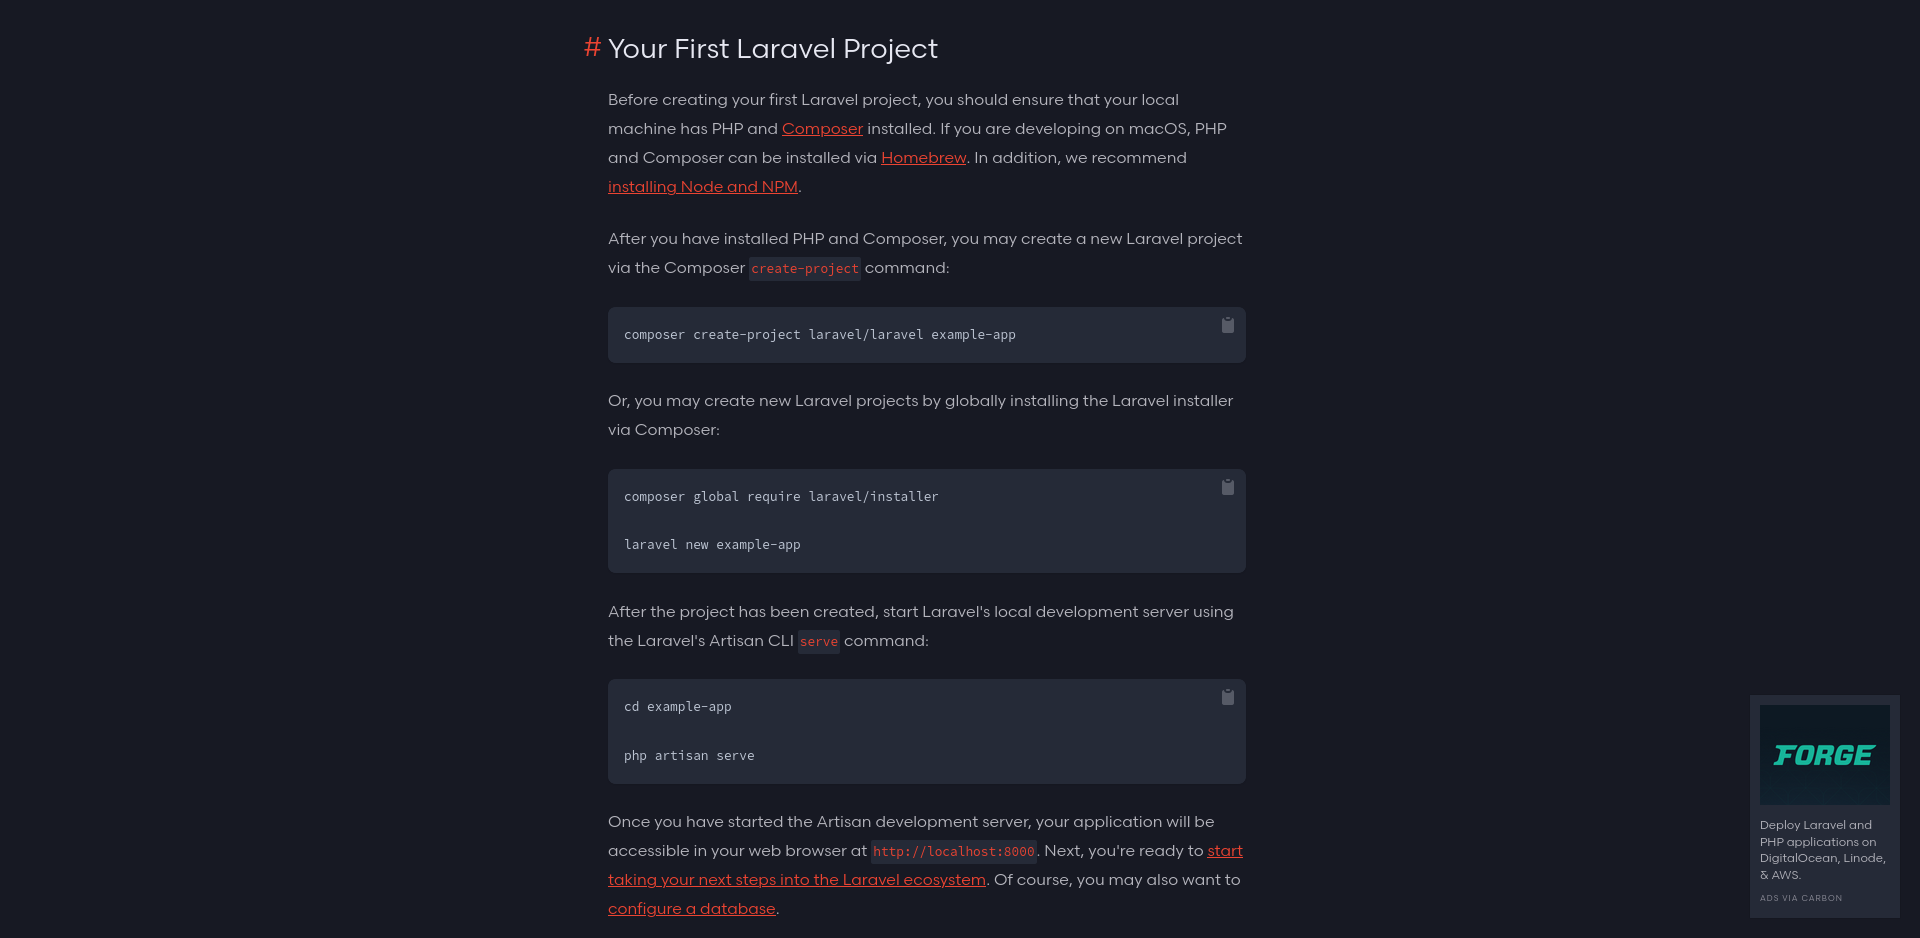 # Your First Laravel Project
Before creating your first Laravel project, you should ensure that your local
machine has PHP and Composer installed. If you are developing on macOS, PHP
and Composer can be installed via Homebrew. In addition, we recommend
installing Node and NPM.
After you have installed PHP and Composer, you may create a new Laravel project
via the Composer create-project command:
composer create-project laravel/laravel example-app
Or, you may create new Laravel projects by globally installing the Laravel installer
via Composer:
composer global require laravel/installer
laravel new example-app
After the project has been created, start Laravel's local development server using
the Laravel's Artisan CLI serve command:
cd example-app
php artisan serve
Once you have started the Artisan development server, your application will be
accessible in your web browser at http://localhost:8000. Next, you're ready to start
taking your next steps into the Laravel ecosystem. Of course, you may also want to
configure a database.
FORGE
Deploy Laravel and
PHP applications on
DigitalOcean, Linode,
& AWS.
ADS VIA CARBON